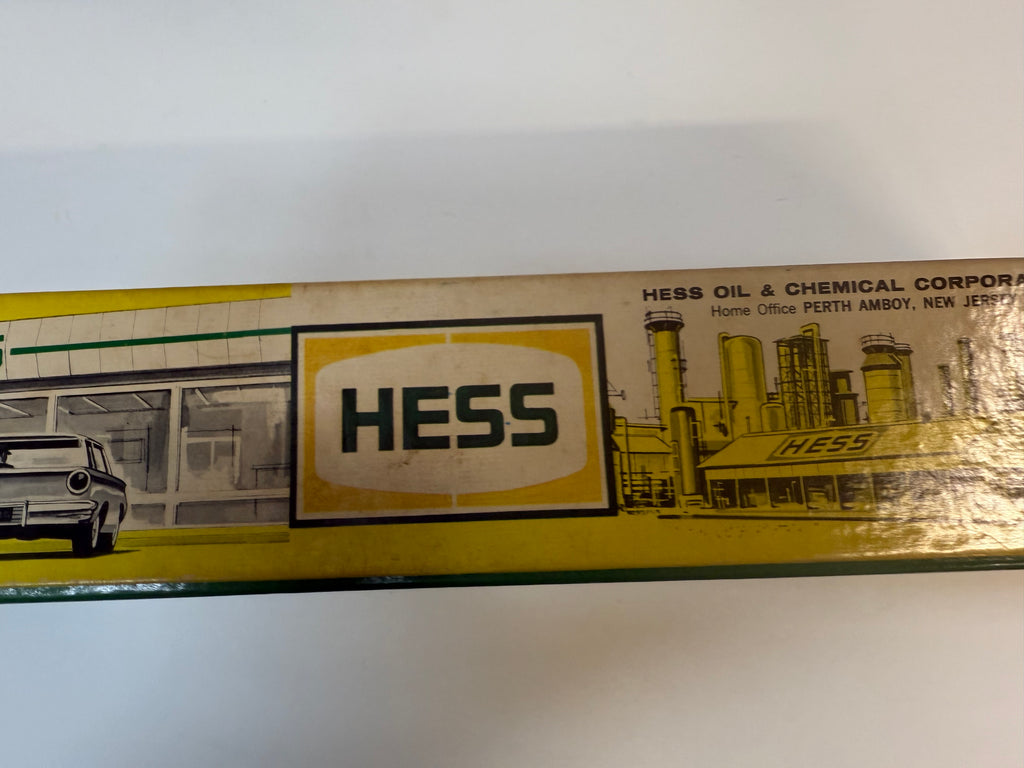 HESS
HESS OIL & CHEMICAL CORPORA
Home Office PERTH AMBOY, NEW JERSEY
HESS